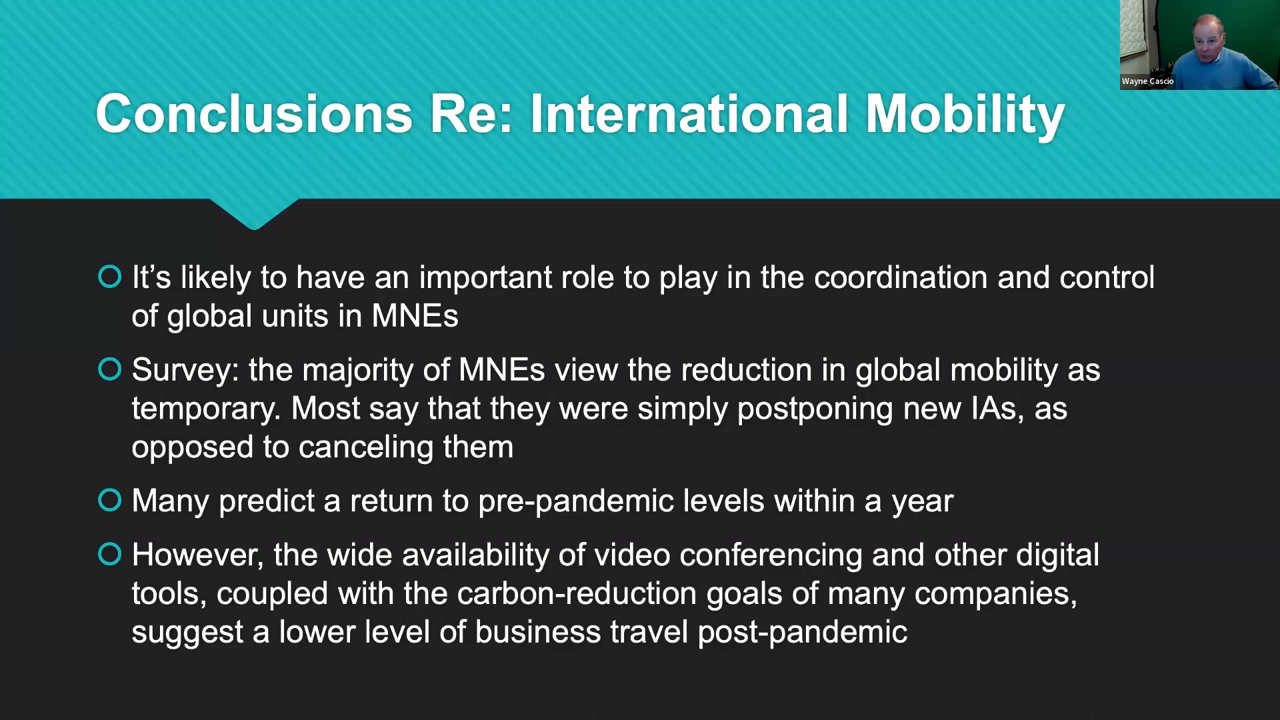 Wayne Cascio
Conclusions Re: International Mobility
It’s likely to have an important role to play in the coordination and control
of global units in MNEs
Survey: the majority of MNEs view the reduction in global mobility as
temporary. Most say that they were simply postponing new IAs, as
opposed to canceling them
Many predict a return to pre-pandemic levels within a year
However, the wide availability of video conferencing and other digital
tools, coupled with the carbon-reduction goals of many companies,
suggest a lower level of business travel post-pandemic